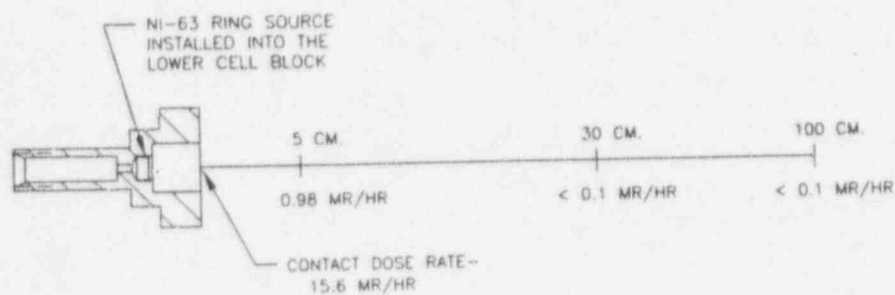 NI-63 RING SOURCE
INSTALLED INTO THE
LOWER CELL BLOCK
5 CM.
30 CM.
100 CM.
0.98 MR/HR
< 0.1 MR/HR
< 0.1 MR/HR
CONTACT DOSE RATE--
15.6 MR/HR